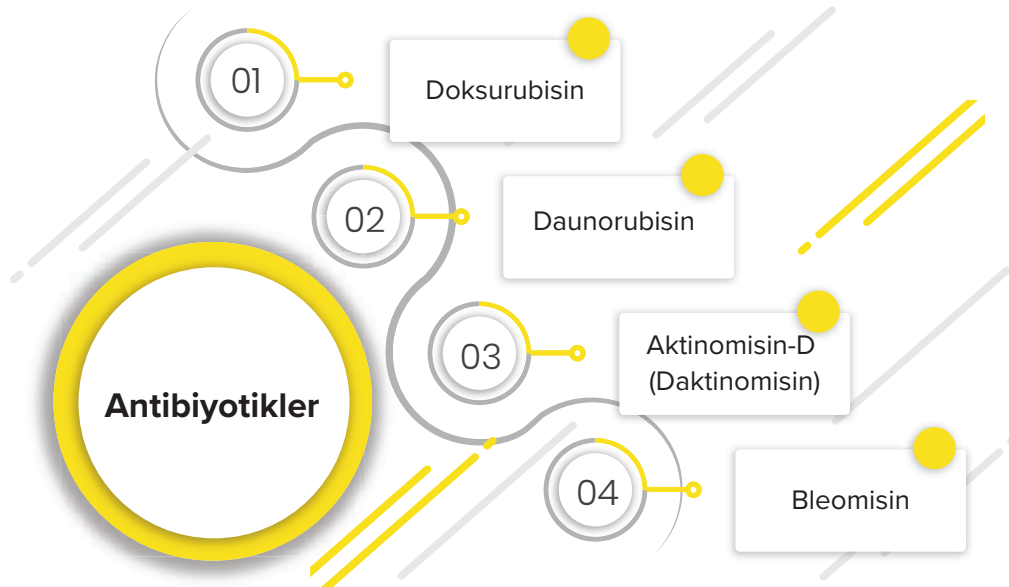 01
Doksurubisin
02
Daunorubisin
03
Aktinomisin-D
(Daktinomisin)
Antibiyotikler
04
Bleomisin